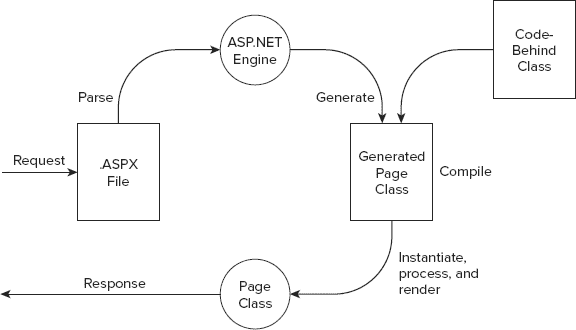 ASP.NET
Engine
Code-
Behind
Class
Parse
Generate
Request
.ASPX
File
Generated
Page
Class
Compile
Instantiate,
process, and
render
Response
Page
Class